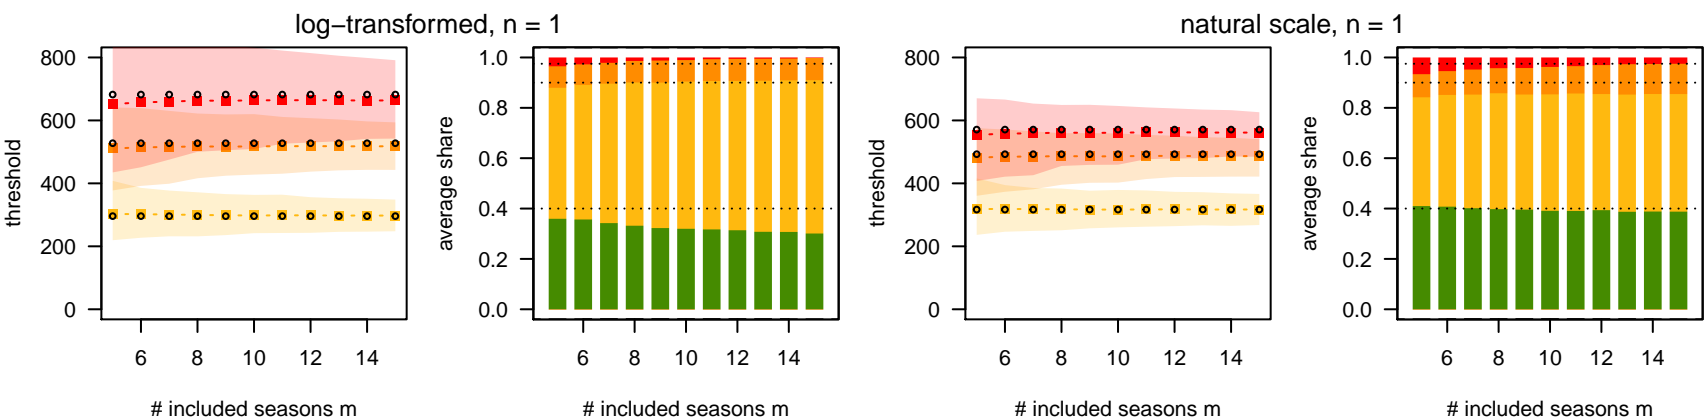 log−transformed, n = 1
natural scale, n = 1
threshold
800
600
400
200
0
6 8 10 12 14
# included seasons m
average share
1.0
0.8
0.6
0.4
0.2
0.0
6 8 10 12 14
# included seasons m
threshold
800
600
400
200
0
6 8 10 12 14
# included seasons m
average share
1.0
0.8
0.6
0.4
0.2
0.0
6 8 10 12 14
# included seasons m